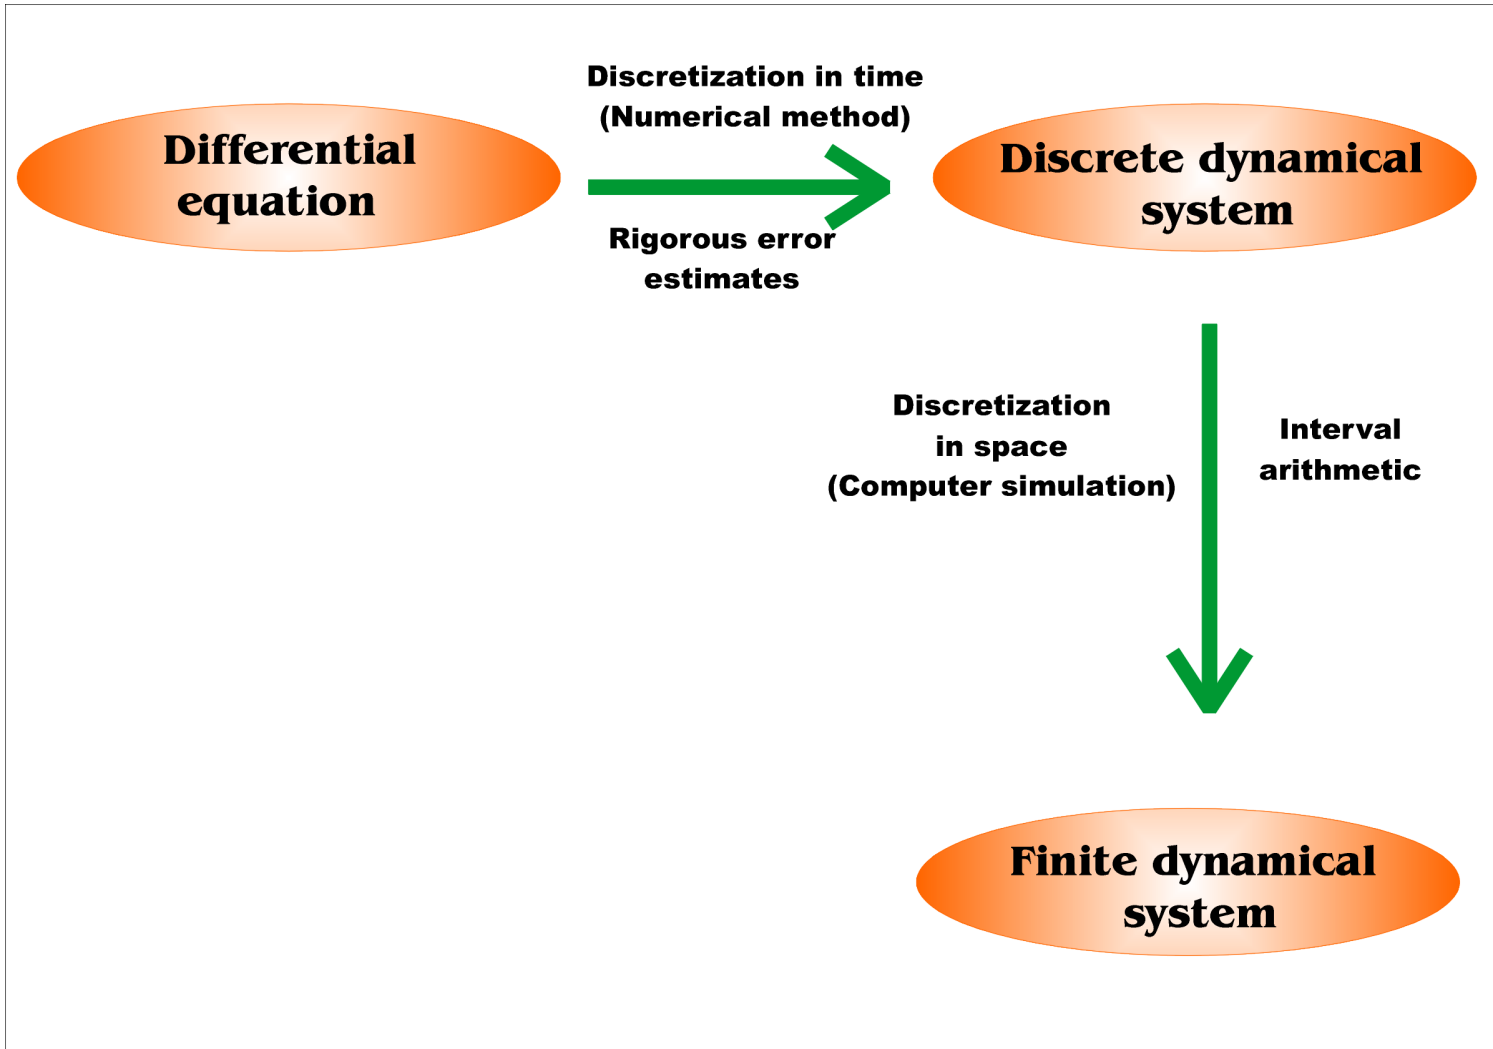 Differential
equation
Discretization in time
(Numerical method)
Rigorous error
estimates
Discrete dynamical
system
Discretization
in space
(Computer simulation)
Interval
arithmetic
Finite dynamical
system